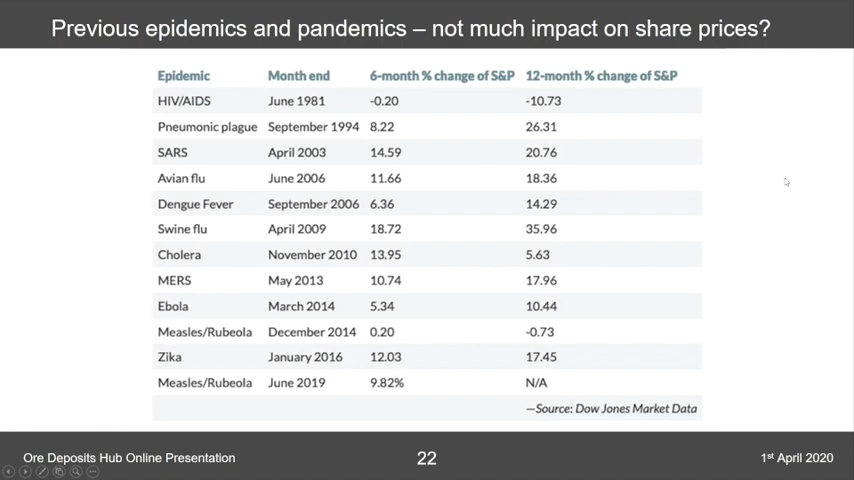 Previous epidemics and pandemics – not much impact on share prices?
Epidemic Month end 6-month % change of S&P 12-month % change of S&P
HIV/AIDS June 1981 -0.20 -10.73
Pneumonic plague September 1994 8.22 26.31
SARS April 2003 14.59 20.76
Avian flu June 2006 11.66 18.36
Dengue Fever September 2006 6.36 14.29
Swine flu April 2009 18.72 35.96
Cholera November 2010 13.95 5.63
MERS May 2013 10.74 17.96
Ebola March 2014 5.34 10.44
Measles/Rubeola December 2014 0.20 -0.73
Zika January 2016 12.03 17.45
Measles/Rubeola June 2019 9.82% N/A
—Source: Dow Jones Market Data
Ore Deposits Hub Online Presentation 22 1st April 2020